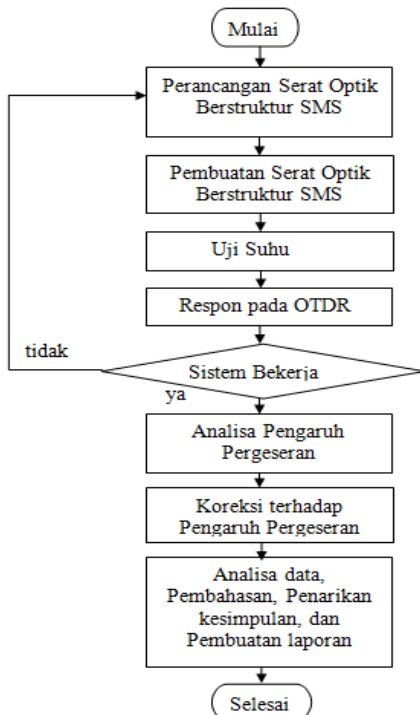 Mulai
Perancangan Serat Optik
Berstruktur SMS
Pembuatan Serat Optik
Berstruktur SMS
Uji Suhu
Respon pada OTDR
tidak
Sistem Bekerja
ya
Analisa Pengaruh
Pergeseran
Koreksi terhadap
Pengaruh Pergeseran
Analisa data,
Pembahasan, Penarikan
kesimpulan, dan
Pembuatan laporan
Selesai